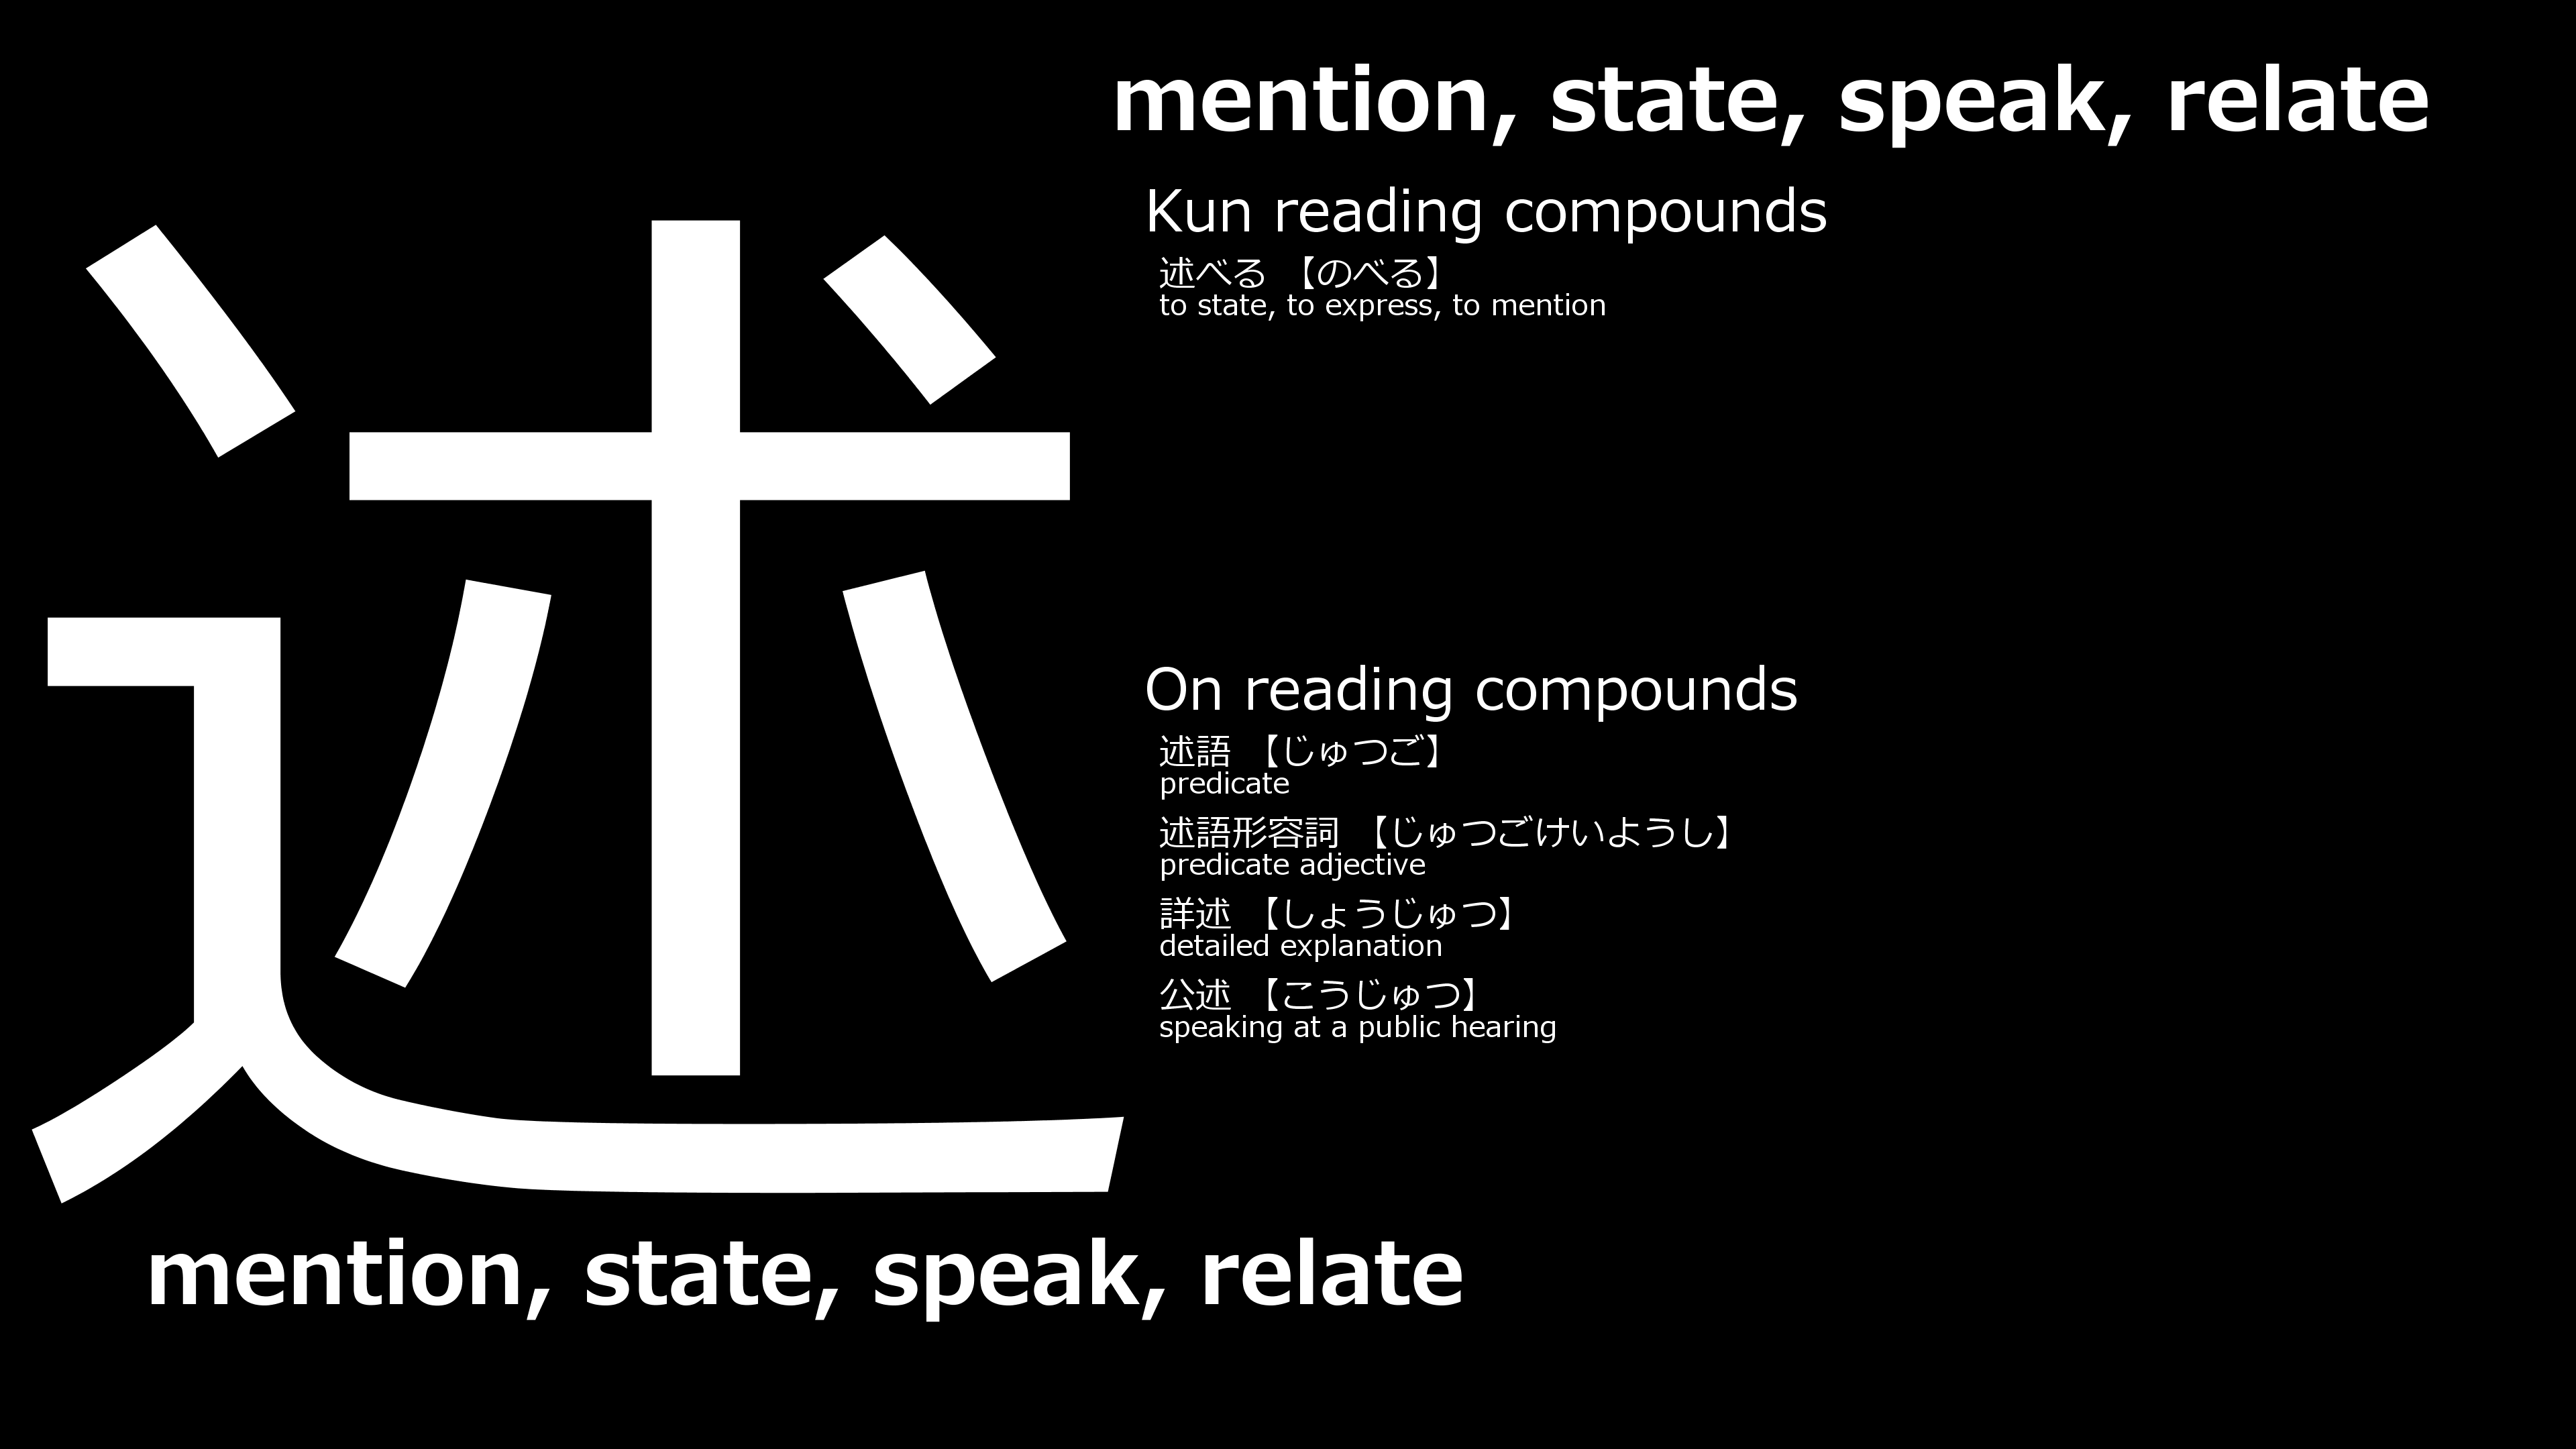 述
mention, state, speak, relate
mention, state, speak, relate
Kun reading compounds
述べる 【のべる】
to state, to express, to mention
On reading compounds
述語 【じゅつご】
predicate
述語形容詞 【じゅつごけいようし】
predicate adjective
詳述 【しょうじゅつ】
detailed explanation
公述 【こうじゅつ】
speaking at a public hearing